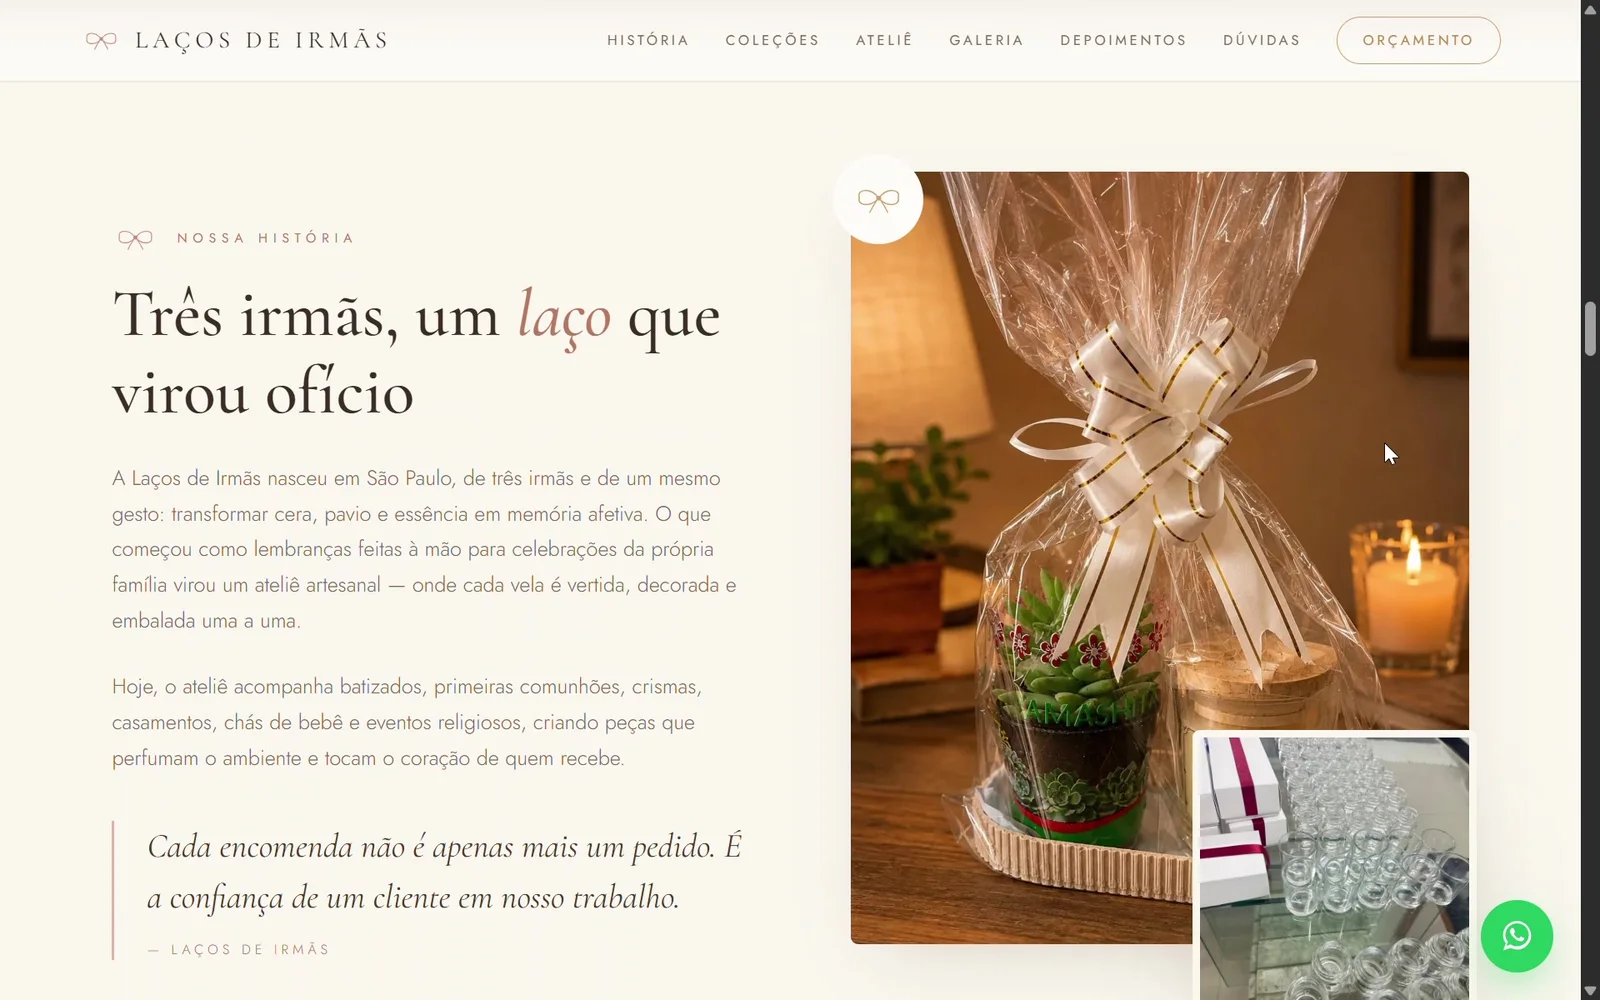 LAÇOS DE IRMÃS
HISTÓRIA
COLEÇÕES
ATELIÊ
GALERIA
DEPOIMENTOS
DÚVIDAS
ORÇAMENTO
NOSSA HISTÓRIA
Três irmãs, um laço que
virou ofício
A Laços de Irmãs nasceu em São Paulo, de três irmãs e de um mesmo
gesto: transformar cera, pavio e essência em memória afetiva. O que
começou como lembranças feitas à mão para celebrações da própria
família virou um ateliê artesanal — onde cada vela é vertida, decorada e
embalada uma a uma.
Hoje, o ateliê acompanha batizados, primeiras comunhões, crismas,
casamentos, chás de bebê e eventos religiosos, criando peças que
perfumam o ambiente e tocam o coração de quem recebe.
Cada encomenda não é apenas mais um pedido. É
a confiança de um cliente em nosso trabalho.
— LAÇOS DE IRMÃS